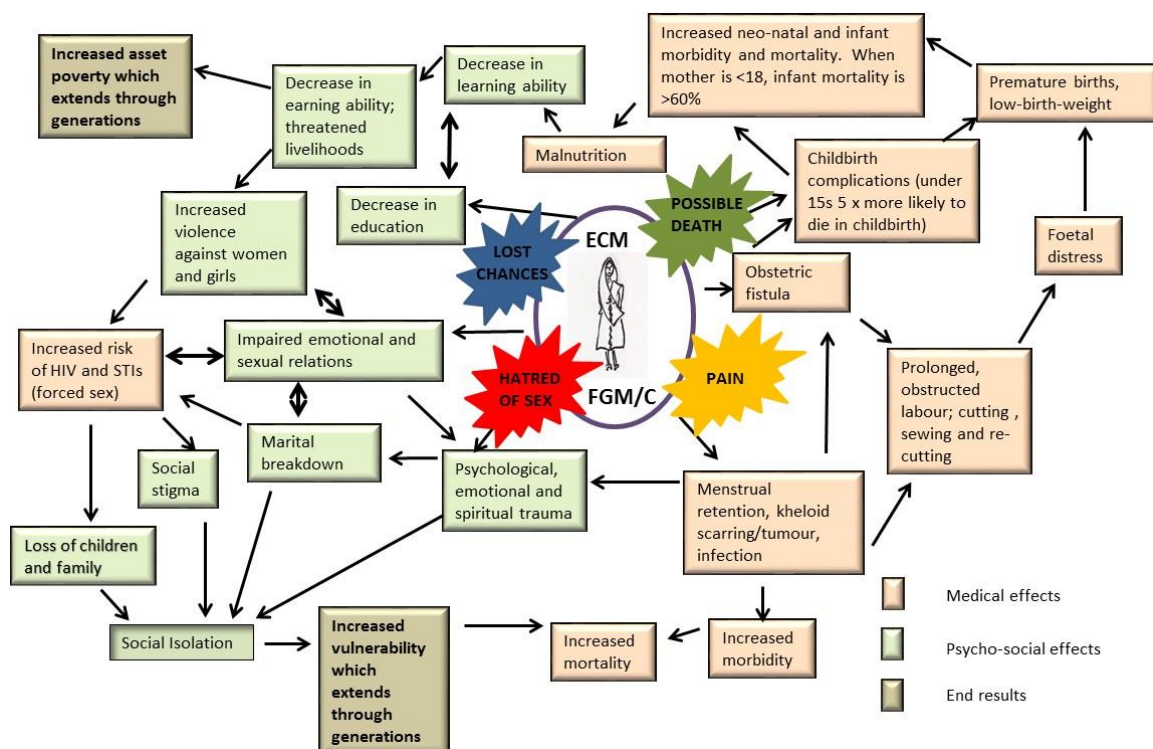 Increased asset
poverty which
extends through
generations
Decrease in
earning ability;
threatened
livelihoods
Decrease in
learning ability
Increased neo-natal and infant
morbidity and mortality.  When
mother is <18, infant mortality is
>60%
Premature births,
low-birth-weight
Malnutrition
Childbirth
complications (under
15s 5 x more likely to
die in childbirth)
Increased
violence
against women
and girls
Decrease in
education
LOST
CHANCES
ECM
POSSIBLE
DEATH
Foetal
distress
Obstetric
fistula
Increased risk
of HIV and STIs
(forced sex)
Impaired emotional and
sexual relations
HATRED
OF SEX
FGM/C
PAIN
Prolonged,
obstructed
labour; cutting ,
sewing and re-
cutting
Marital
breakdown
Social
stigma
Psychological,
emotional and
spiritual trauma
Menstrual
retention, kheloid
scarring/tumour,
infection
Loss of children
and family
Social Isolation
Increased
vulnerability
which
extends
through
generations
Increased
mortality
Increased
morbidity
Medical effects
Psycho-social effects
End results